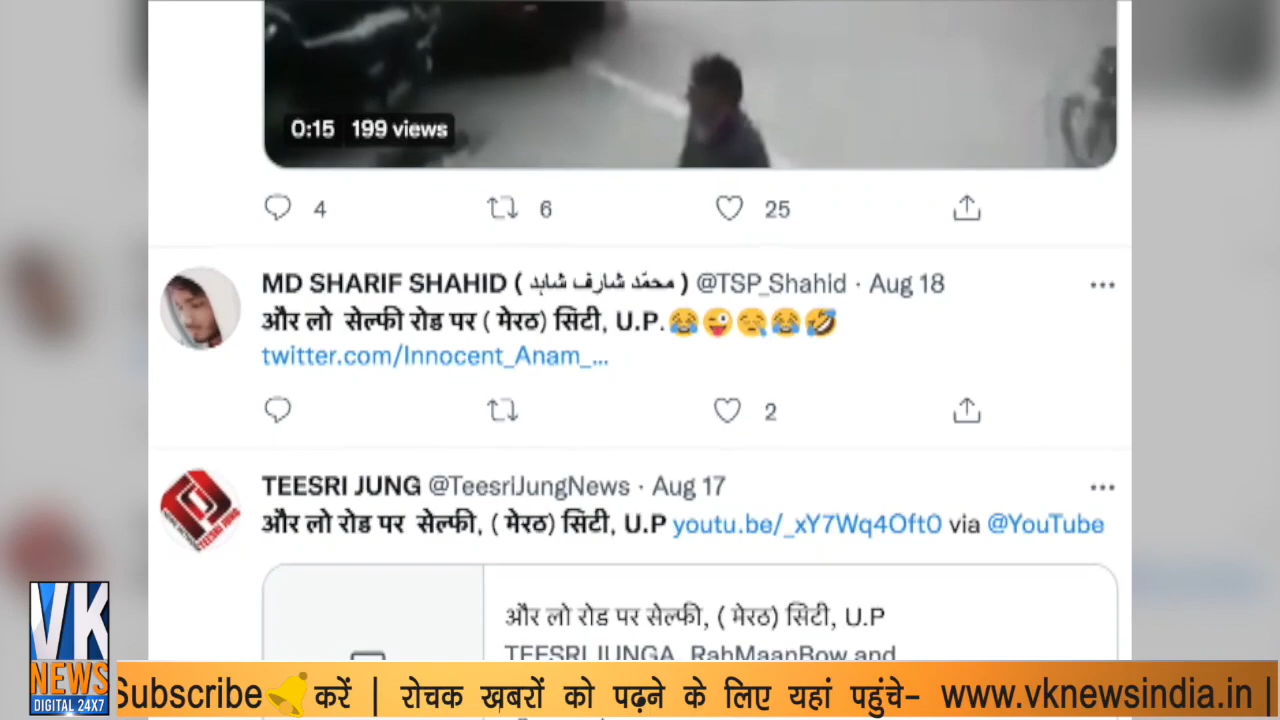 0:15 199 views
4 6 25
MD SHARIF SHAHID ( محمّد شارف شاہد ) @TSP_Shahid · Aug 18
और लो सेल्फी रोड पर ( मेरठ) सिटी, U.P.😂😜😪😂🤣
twitter.com/Innocent_Anam_...
2
TEESRI JUNG @TeesriJungNews · Aug 17
और लो रोड पर सेल्फी, ( मेरठ) सिटी, U.P youtu.be/_xY7Wq4Oft0 via @YouTube
और लो रोड पर सेल्फी, ( मेरठ) सिटी, U.P
TEESRIJUNGA, RahMaanBow and
VK
NEWS
DIGITAL 24X7
Subscribe🔔करें | रोचक ख़बरों को पढ़ने के लिए यहां पहुंचे– www.vknewsindia.in |